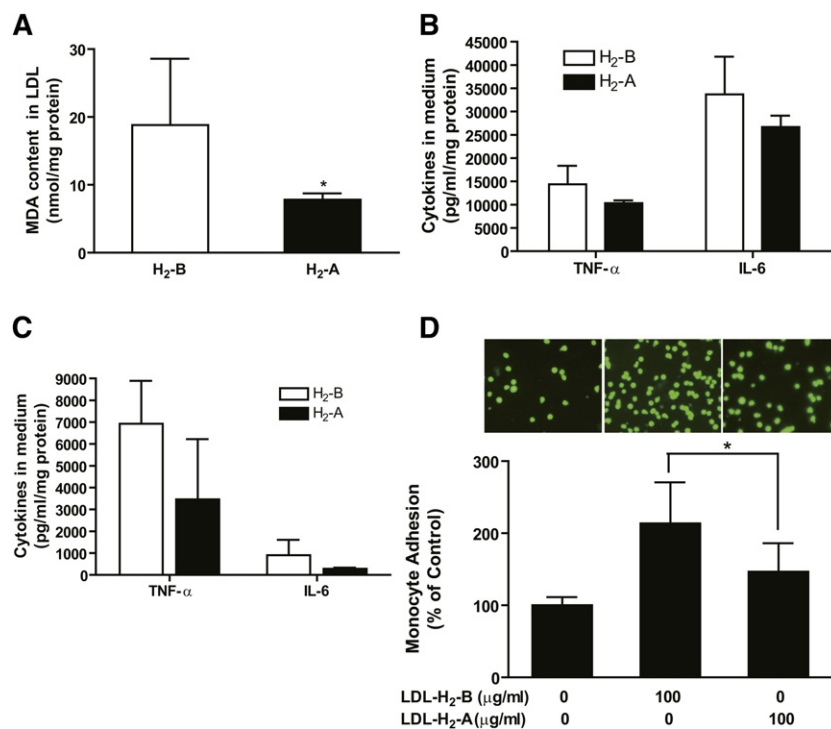 A
MDA content in LDL
(nmol/mg protein)
30
20
10
0
H₂-B
H₂-A
*
B
Cytokines in medium
(pg/ml/mg protein)
45000
40000
35000
30000
25000
20000
15000
10000
5000
0
H₂-B
H₂-A
TNF-α
IL-6
C
Cytokines in medium
(pg/ml/mg protein)
9000
8000
7000
6000
5000
4000
3000
2000
1000
0
H₂-B
H₂-A
TNF-α
IL-6
D
Monocyte Adhesion
(% of Control)
300
200
100
0
*
LDL-H₂-B (μg/ml) 0 100 0
LDL-H₂-A(μg/ml) 0 0 100